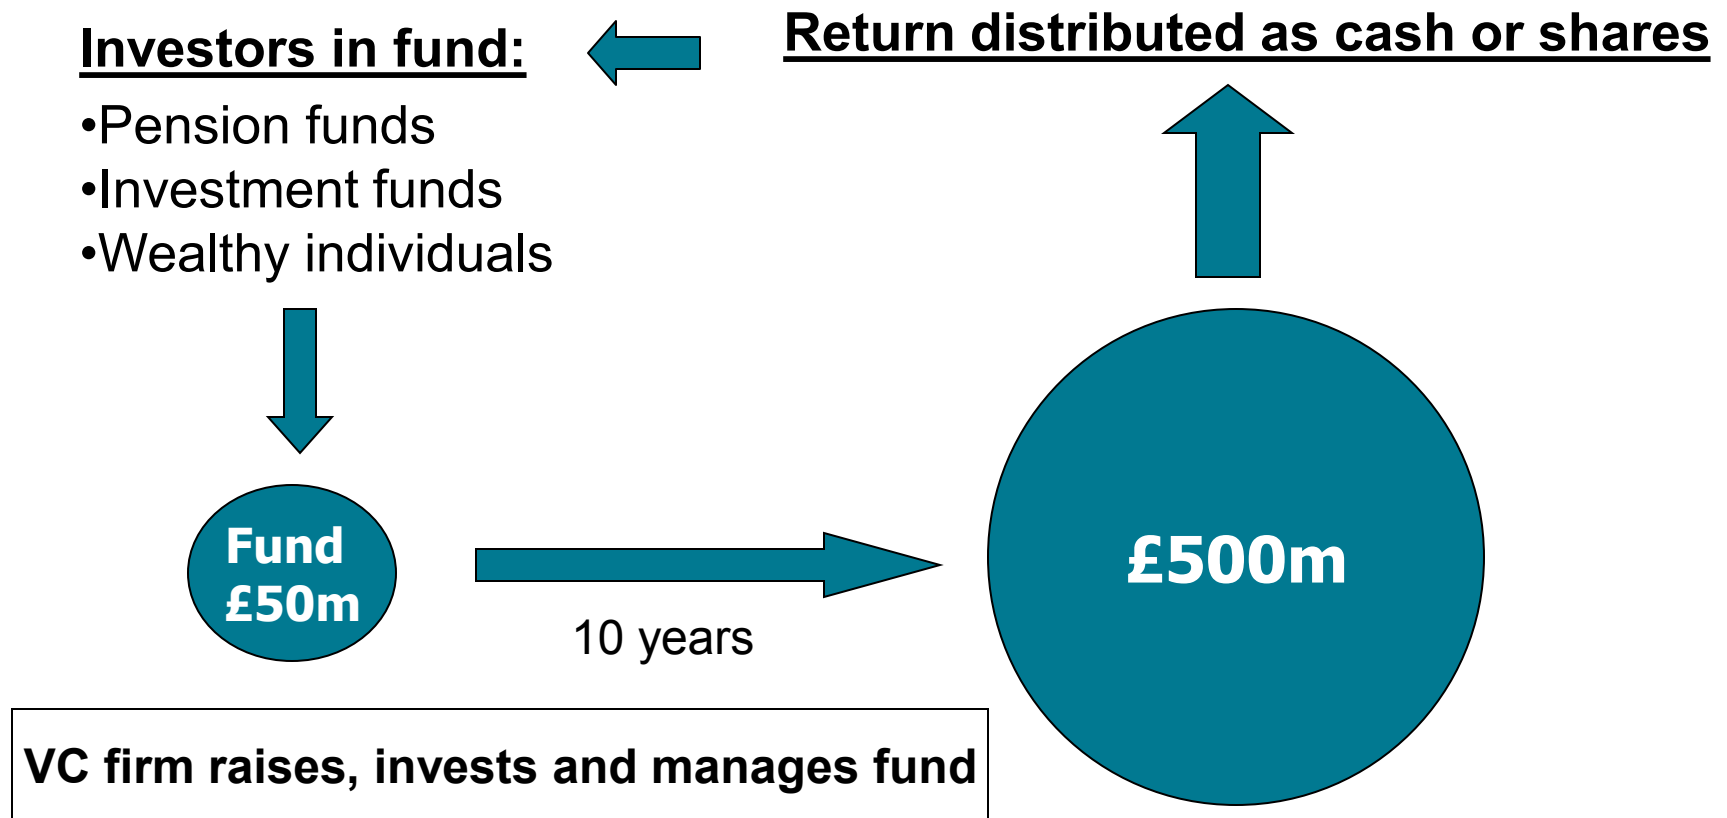 Investors in fund:
•Pension funds
•Investment funds
•Wealthy individuals
Return distributed as cash or shares
Fund
£50m
10 years
£500m
VC firm raises, invests and manages fund